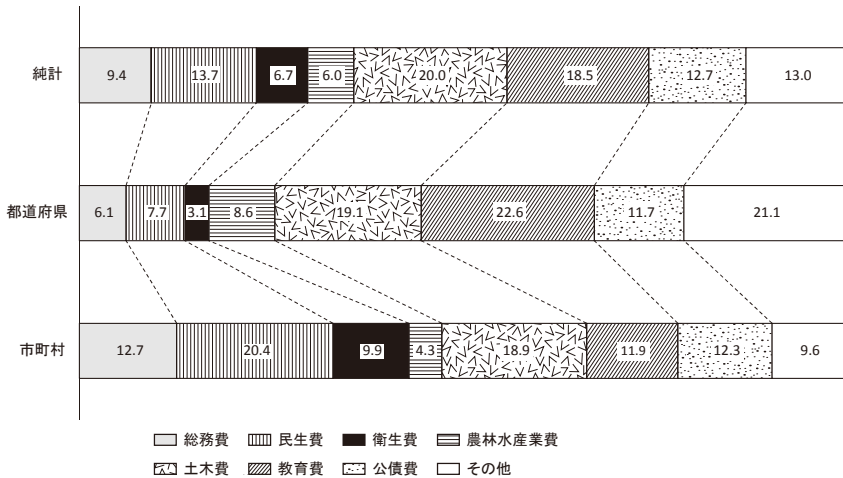 純計 9.4 13.7 6.7 6.0 20.0 18.5 12.7 13.0
都道府県 6.1 7.7 3.1 8.6 19.1 22.6 11.7 21.1
市町村 12.7 20.4 9.9 4.3 18.9 11.9 12.3 9.6
総務費 民生費 衛生費 農林水産業費
土木費 教育費 公債費 その他